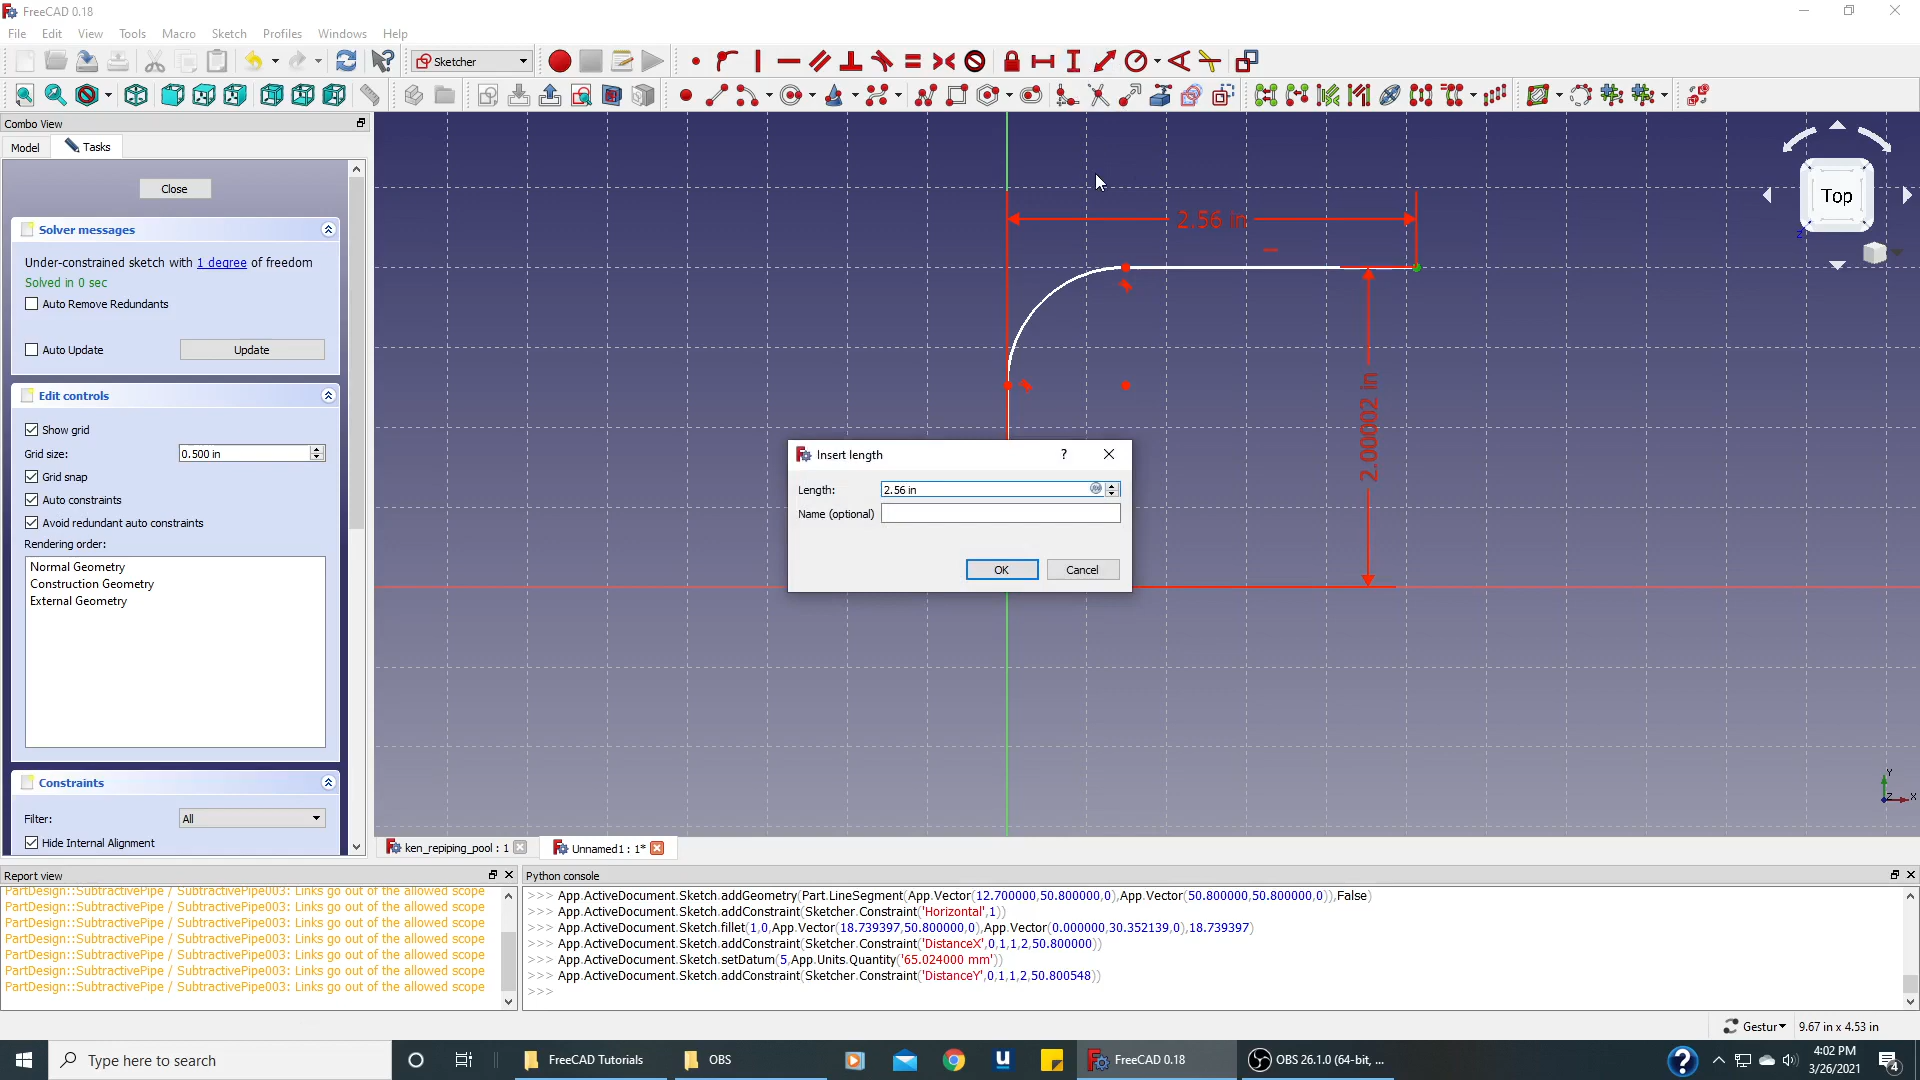 FreeCAD 0.18
File Edit View Tools Macro Sketch Profiles Windows Help
Sketcher
Combo View
Model Tasks
Close
Solver messages
Under-constrained sketch with 1 degree of freedom
Solved in 0 sec
Auto Remove Redundants
Auto Update Update
Edit controls
Show grid
Grid size: 0.500 in
Grid snap
Auto constraints
Avoid redundant auto constraints
Rendering order:
Normal Geometry
Construction Geometry
External Geometry
Constraints
Filter: All
Hide Internal Alignment
2.56 in
2.00002 in
Top
Z
Insert length ?
Length: 2.56 in
Name (optional)
OK Cancel
Y
Z X
ken_repiping_pool : 1 Unnamed1 : 1*
Report view
PartDesign::SubtractivePipe / SubtractivePipe003: Links go out of the allowed scope
PartDesign::SubtractivePipe / SubtractivePipe003: Links go out of the allowed scope
PartDesign::SubtractivePipe / SubtractivePipe003: Links go out of the allowed scope
PartDesign::SubtractivePipe / SubtractivePipe003: Links go out of the allowed scope
PartDesign::SubtractivePipe / SubtractivePipe003: Links go out of the allowed scope
PartDesign::SubtractivePipe / SubtractivePipe003: Links go out of the allowed scope
PartDesign::SubtractivePipe / SubtractivePipe003: Links go out of the allowed scope
Python console
>>> App.ActiveDocument.Sketch.addGeometry(Part.LineSegment(App.Vector(12.700000,50.800000,0),App.Vector(50.800000,50.800000,0)),False)
>>> App.ActiveDocument.Sketch.addConstraint(Sketcher.Constraint('Horizontal',1))
>>> App.ActiveDocument.Sketch.fillet(1,0,App.Vector(18.739397,50.800000,0),App.Vector(0.000000,30.352139,0),18.739397)
>>> App.ActiveDocument.Sketch.addConstraint(Sketcher.Constraint('DistanceX',0,1,1,2,50.800000))
>>> App.ActiveDocument.Sketch.setDatum(5,App.Units.Quantity('65.024000 mm'))
>>> App.ActiveDocument.Sketch.addConstraint(Sketcher.Constraint('DistanceY',0,1,1,2,50.800548))
>>>
Gestur 9.67 in x 4.53 in
Type here to search
FreeCAD Tutorials
OBS
FreeCAD 0.18
OBS 26.1.0 (64-bit, ...
4:02 PM
3/26/2021
4